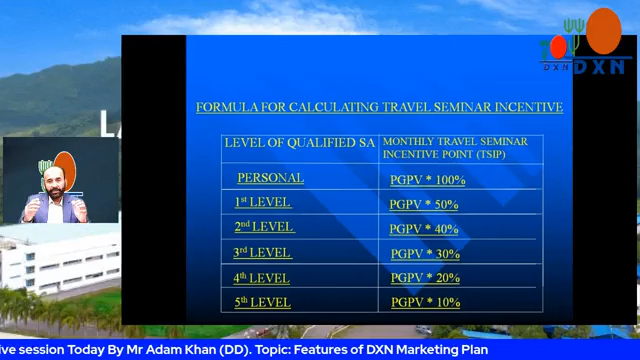 DXN
DXN
LA
FORMULA FOR CALCULATING TRAVEL SEMINAR INCENTIVE
LEVEL OF QUALIFIED SA
MONTHLY TRAVEL SEMINAR INCENTIVE POINT (TSIP)
PERSONAL PGPV * 100%
1st LEVEL PGPV * 50%
2nd LEVEL PGPV * 40%
3rd LEVEL PGPV * 30%
4th LEVEL PGPV * 20%
5th LEVEL PGPV * 10%
ive session Today By Mr Adam Khan (DD). Topic: Features of DXN Marketing Plan